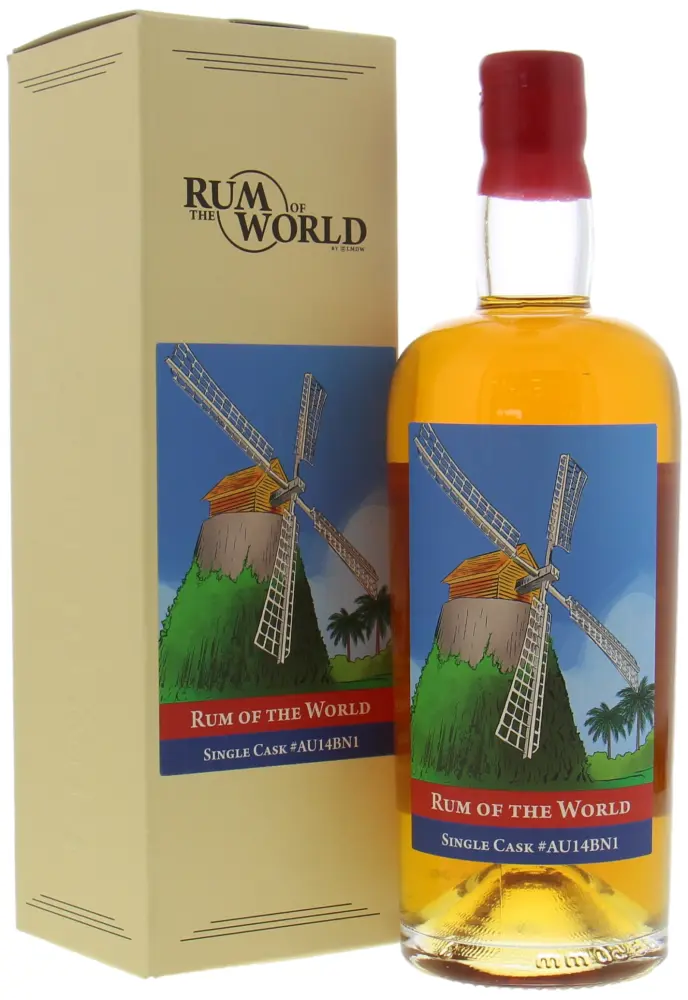 RUM OF
THE WORLD
BY LMDW
RUM OF THE WORLD
SINGLE CASK #AU14BN1
RUM OF THE WORLD
SINGLE CASK #AU14BN1